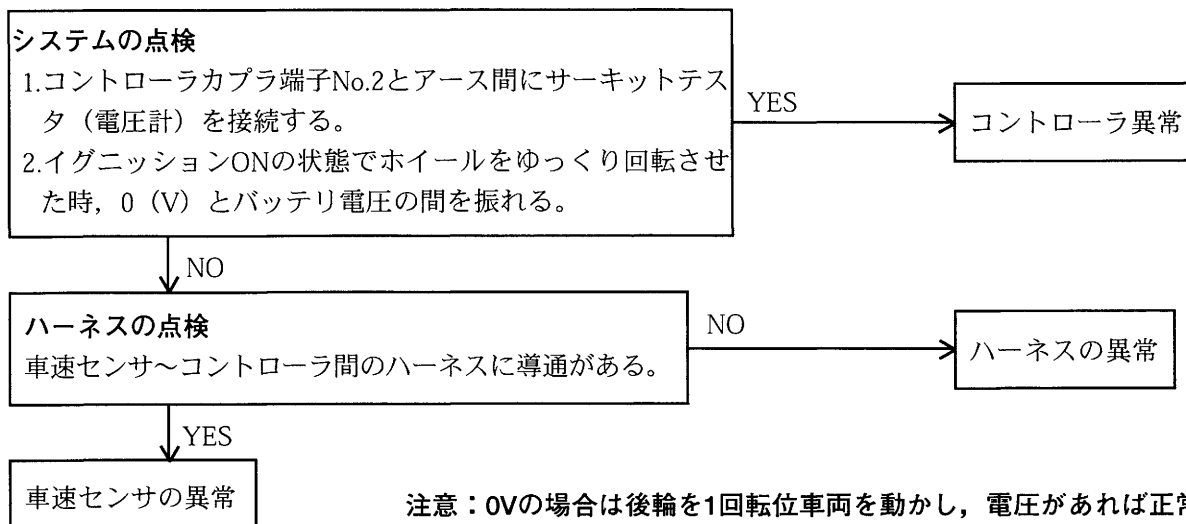 システムの点検
1.コントローラカプラ端子No.2とアース間にサーキットテス
タ（電圧計）を接続する。
2.イグニッションONの状態でホイールをゆっくり回転させ
た時，0（V）とバッテリ電圧の間を振れる。
YES
コントローラ異常
NO
ハーネスの点検
車速センサ～コントローラ間のハーネスに導通がある。
NO
ハーネスの異常
YES
車速センサの異常
注意：0Vの場合は後輪を1回転位車両を動かし，電圧があれば正常